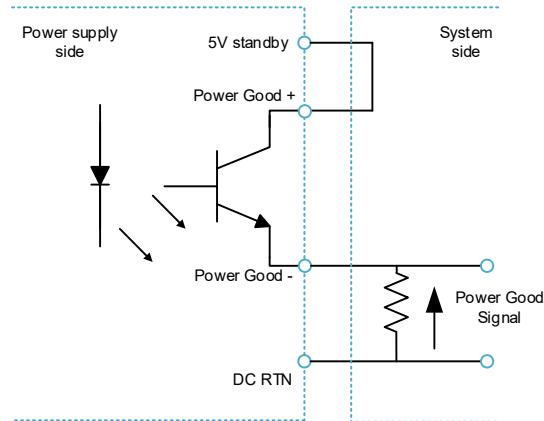 Power supply
side
5V standby
System
side
Power Good +
Power Good -
Power Good
Signal
DC RTN